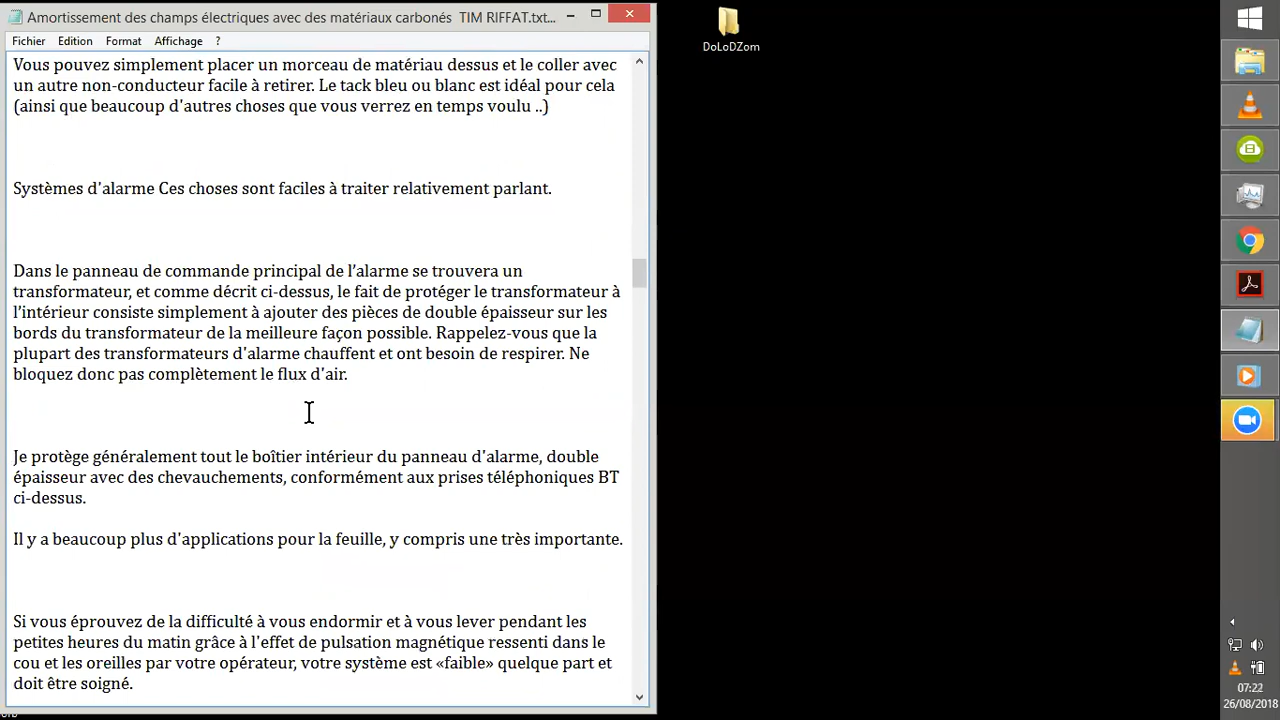 Amortissement des champs électriques avec des matériaux carbonés  TIM RIFFAT.txt...
Fichier Edition Format Affichage ?
Vous pouvez simplement placer un morceau de matériau dessus et le coller avec
un autre non-conducteur facile à retirer. Le tack bleu ou blanc est idéal pour cela
(ainsi que beaucoup d'autres choses que vous verrez en temps voulu ..)
Systèmes d'alarme Ces choses sont faciles à traiter relativement parlant.
Dans le panneau de commande principal de l'alarme se trouvera un
transformateur, et comme décrit ci-dessus, le fait de protéger le transformateur à
l'intérieur consiste simplement à ajouter des pièces de double épaisseur sur les
bords du transformateur de la meilleure façon possible. Rappelez-vous que la
plupart des transformateurs d'alarme chauffent et ont besoin de respirer. Ne
bloquez donc pas complètement le flux d'air.
Je protège généralement tout le boîtier intérieur du panneau d'alarme, double
épaisseur avec des chevauchements, conformément aux prises téléphoniques BT
ci-dessus.
Il y a beaucoup plus d'applications pour la feuille, y compris une très importante.
Si vous éprouvez de la difficulté à vous endormir et à vous lever pendant les
petites heures du matin grâce à l'effet de pulsation magnétique ressenti dans le
cou et les oreilles par votre opérateur, votre système est «faible» quelque part et
doit être soigné.
DoLoDZom
07:22
26/08/2018